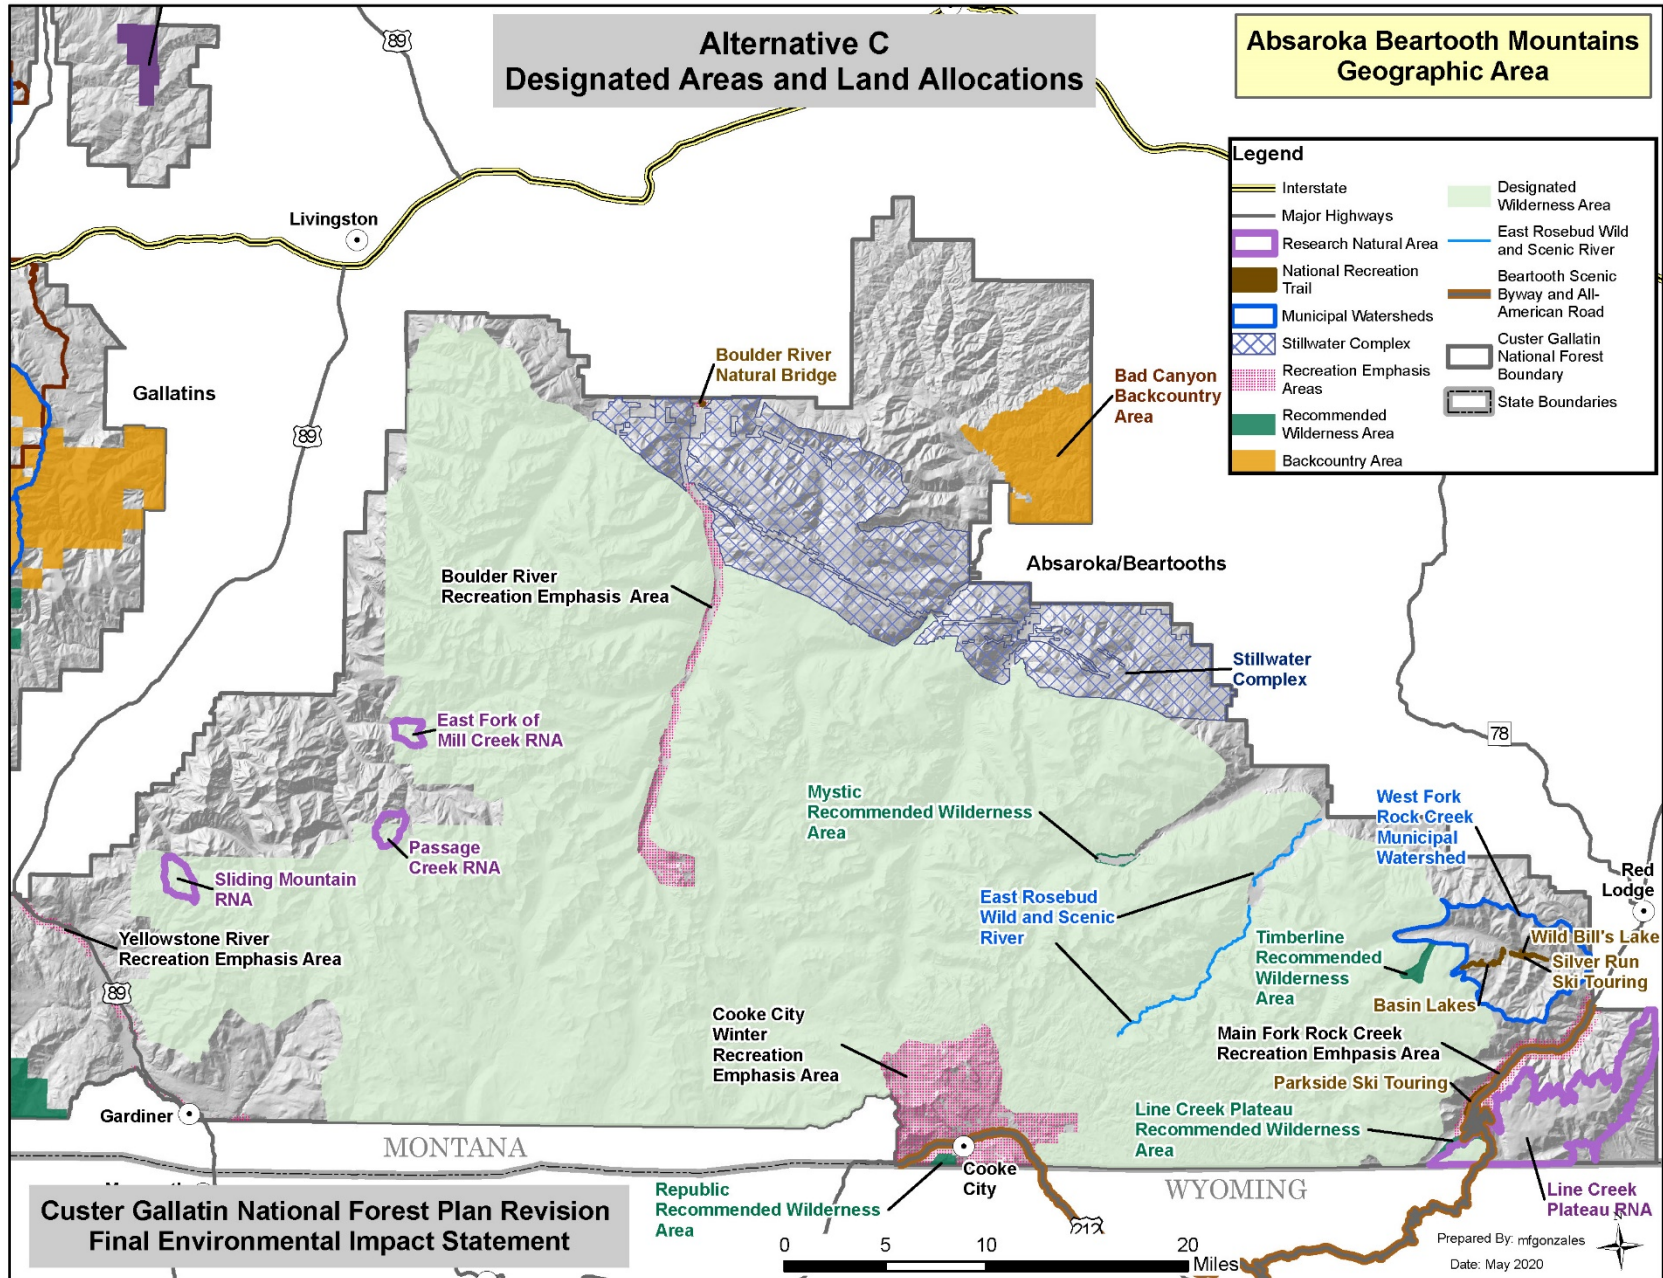 Alternative C
Designated Areas and Land Allocations
Absaroka Beartooth Mountains
Geographic Area
Legend
Interstate
Major Highways
Research Natural Area
National Recreation
Trail
Municipal Watersheds
Stillwater Complex
Recreation Emphasis
Areas
Recommended
Wilderness Area
Backcountry Area
Designated
Wilderness Area
East Rosebud Wild
and Scenic River
Beartooth Scenic
Byway and All-
American Road
Custer Gallatin
National Forest
Boundary
State Boundaries
89
Livingston
Gallatins
89
Boulder River
Natural Bridge
Bad Canyon
Backcountry
Area
Boulder River
Recreation Emphasis Area
Absaroka/Beartooths
Stillwater
Complex
East Fork of
Mill Creek RNA
78
Mystic
Recommended Wilderness
Area
West Fork
Rock Creek
Municipal
Watershed
Passage
Creek RNA
Sliding Mountain
RNA
Red
Lodge
East Rosebud
Wild and Scenic
River
Yellowstone River
Recreation Emphasis Area
Timberline
Recommended
Wilderness
Area
Wild Bill's Lake
Silver Run
Ski Touring
Basin Lakes
89
Cooke City
Winter
Recreation
Emphasis Area
Main Fork Rock Creek
Recreation Emhpasis Area
Parkside Ski Touring
Gardiner
Line Creek Plateau
Recommended Wilderness
Area
MONTANA
Cooke
City
WYOMING
Republic
Recommended Wilderness
Area
212
Line Creek
Plateau RNA
Custer Gallatin National Forest Plan Revision
Final Environmental Impact Statement
0 5 10 20
Miles
N
Prepared By: mfgonzales
Date: May 2020